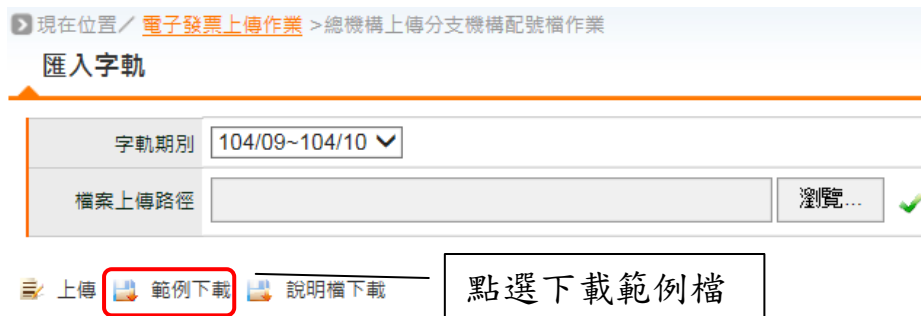 現在位置／ 電子發票上傳作業 >總機構上傳分支機構配號檔作業
匯入字軌
字軌期別 104/09~104/10
檔案上傳路徑 瀏覽...
上傳 範例下載 說明檔下載 點選下載範例檔